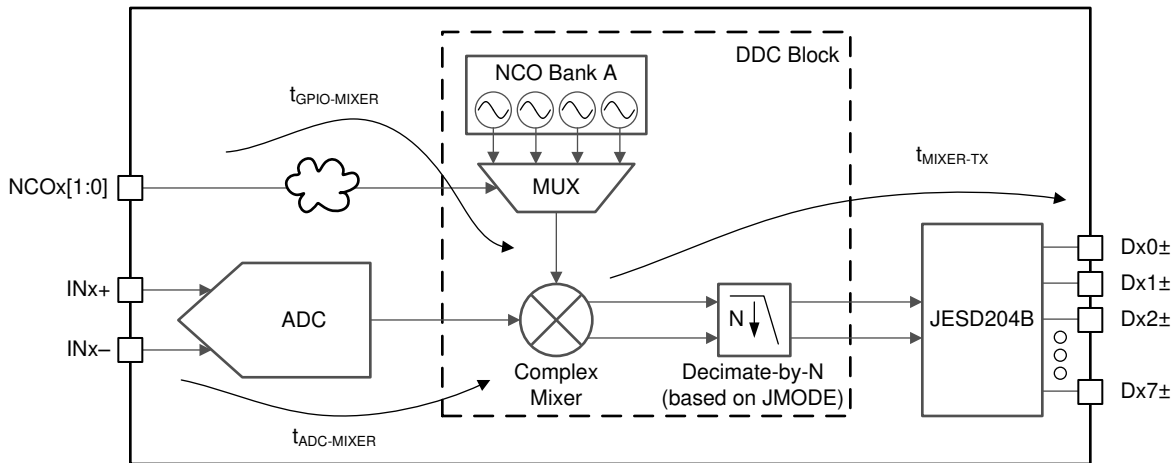 DDC Block
NCO Bank A
tGPIO-MIXER
tMIXER-TX
NCOx[1:0]
MUX
Dx0±
INx+
Dx1±
ADC
N
JESD204B
Dx2±
INx–
Complex
Mixer
Decimate-by-N
(based on JMODE)
Dx7±
tADC-MIXER